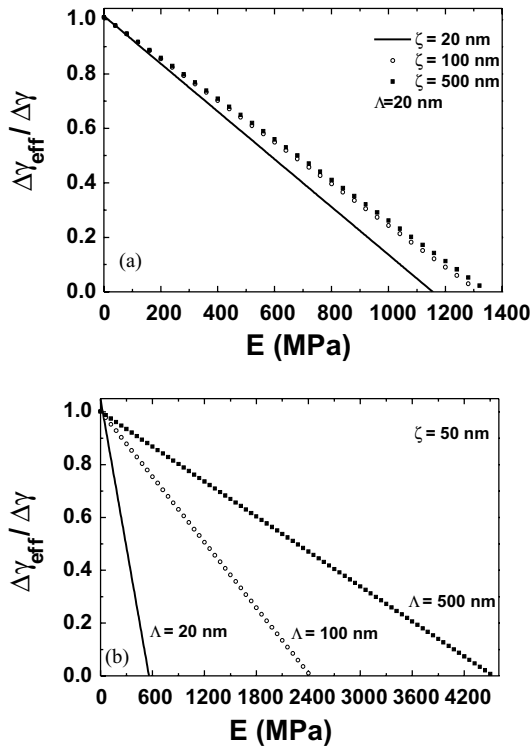 1.0
0.8
0.6
0.4
0.2
0.0
Δγeff / Δγ
ζ = 20 nm
ζ = 100 nm
ζ = 500 nm
Λ=20 nm
(a)
0 200 400 600 800 1000 1200 1400
E (MPa)
1.0
0.8
0.6
0.4
0.2
0.0
Δγeff / Δγ
ζ = 50 nm
Λ = 500 nm
Λ = 20 nm
Λ = 100 nm
(b)
0 600 1200 1800 2400 3000 3600 4200
E (MPa)